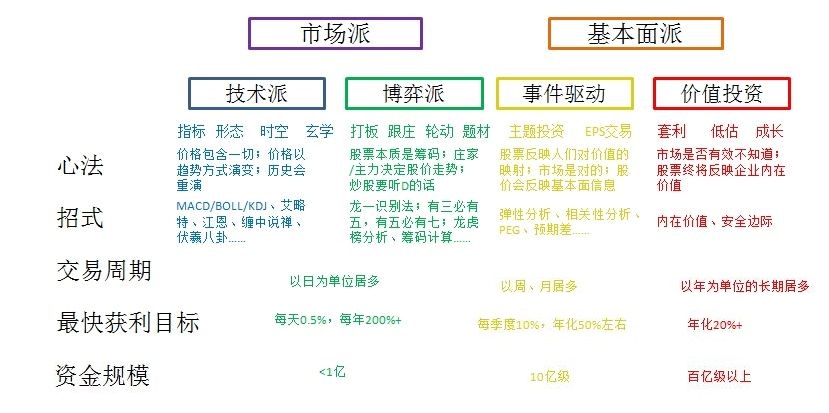 市场派
基本面派
技术派
博弈派
事件驱动
价值投资
指标 形态 时空 玄学
打板 跟庄 轮动 题材
主题投资 EPS交易
套利 低估 成长
心法
价格包含一切；价格以
趋势方式演变；历史会
重演
股票本质是筹码；庄家
/主力决定股价走势；
炒股要听D的话
股票反映人们对价值的
映射；市场是对的；股
价会反映基本面信息
市场是否有效不知道；
股票终将反映企业内在
价值
招式
MACD/BOLL/KDJ、艾略
特、江恩、缠中说禅、
伏羲八卦......
龙一识别法；有三必有
五，有五必有七；龙虎
榜分析、筹码计算......
弹性分析、相关性分析、
PEG、预期差......
内在价值、安全边际
交易周期
以日为单位居多
以周、月居多
以年为单位的长期居多
最快获利目标
每天0.5%，每年200%+
每季度10%，年化50%左右
年化20%+
资金规模
<1亿
10亿级
百亿级以上